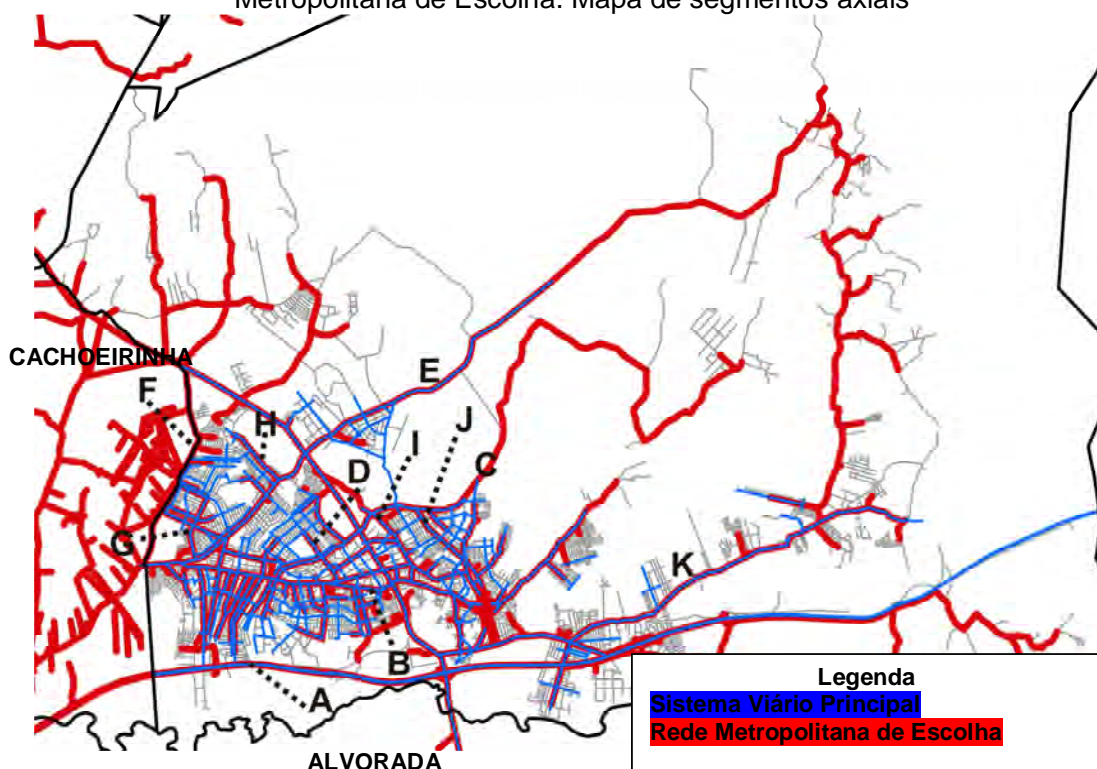 Metropolitana de Escolha. Mapa de segmentos axiais
CACHOEIRINHA
F
E
H
J
I
D
C
G
K
B
A
ALVORADA
Legenda
Sistema Viário Principal
Rede Metropolitana de Escolha